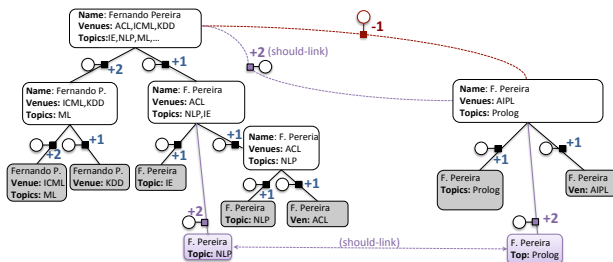 Name: Fernando Pereira
Venues: ACL,ICML,KDD
Topics:IE,NLP,ML,...
-1
+2 (should-link)
+2
+1
Name: Fernando P.
Venues: ICML,KDD
Topics: ML
Name: F. Pereira
Venues: ACL
Topics: NLP,IE
Name: F. Pereira
Venues: AIPL
Topics: Prolog
Name: F. Pereria
Venues: ACL
Topics: NLP
+2
+1
+1
+1
+1
+1
Fernando P.
Venue: ICML
Topics: ML
Fernando P.
Venue: KDD
F. Pereira
Topic: IE
F. Pereira
Topics: Prolog
F. Pereira
Ven: AIPL
+1
+1
F. Pereira
Topic: NLP
F. Pereira
Ven: ACL
+2
+2
F. Pereira
Topic: NLP
(should-link)
F. Pereira
Top: Prolog